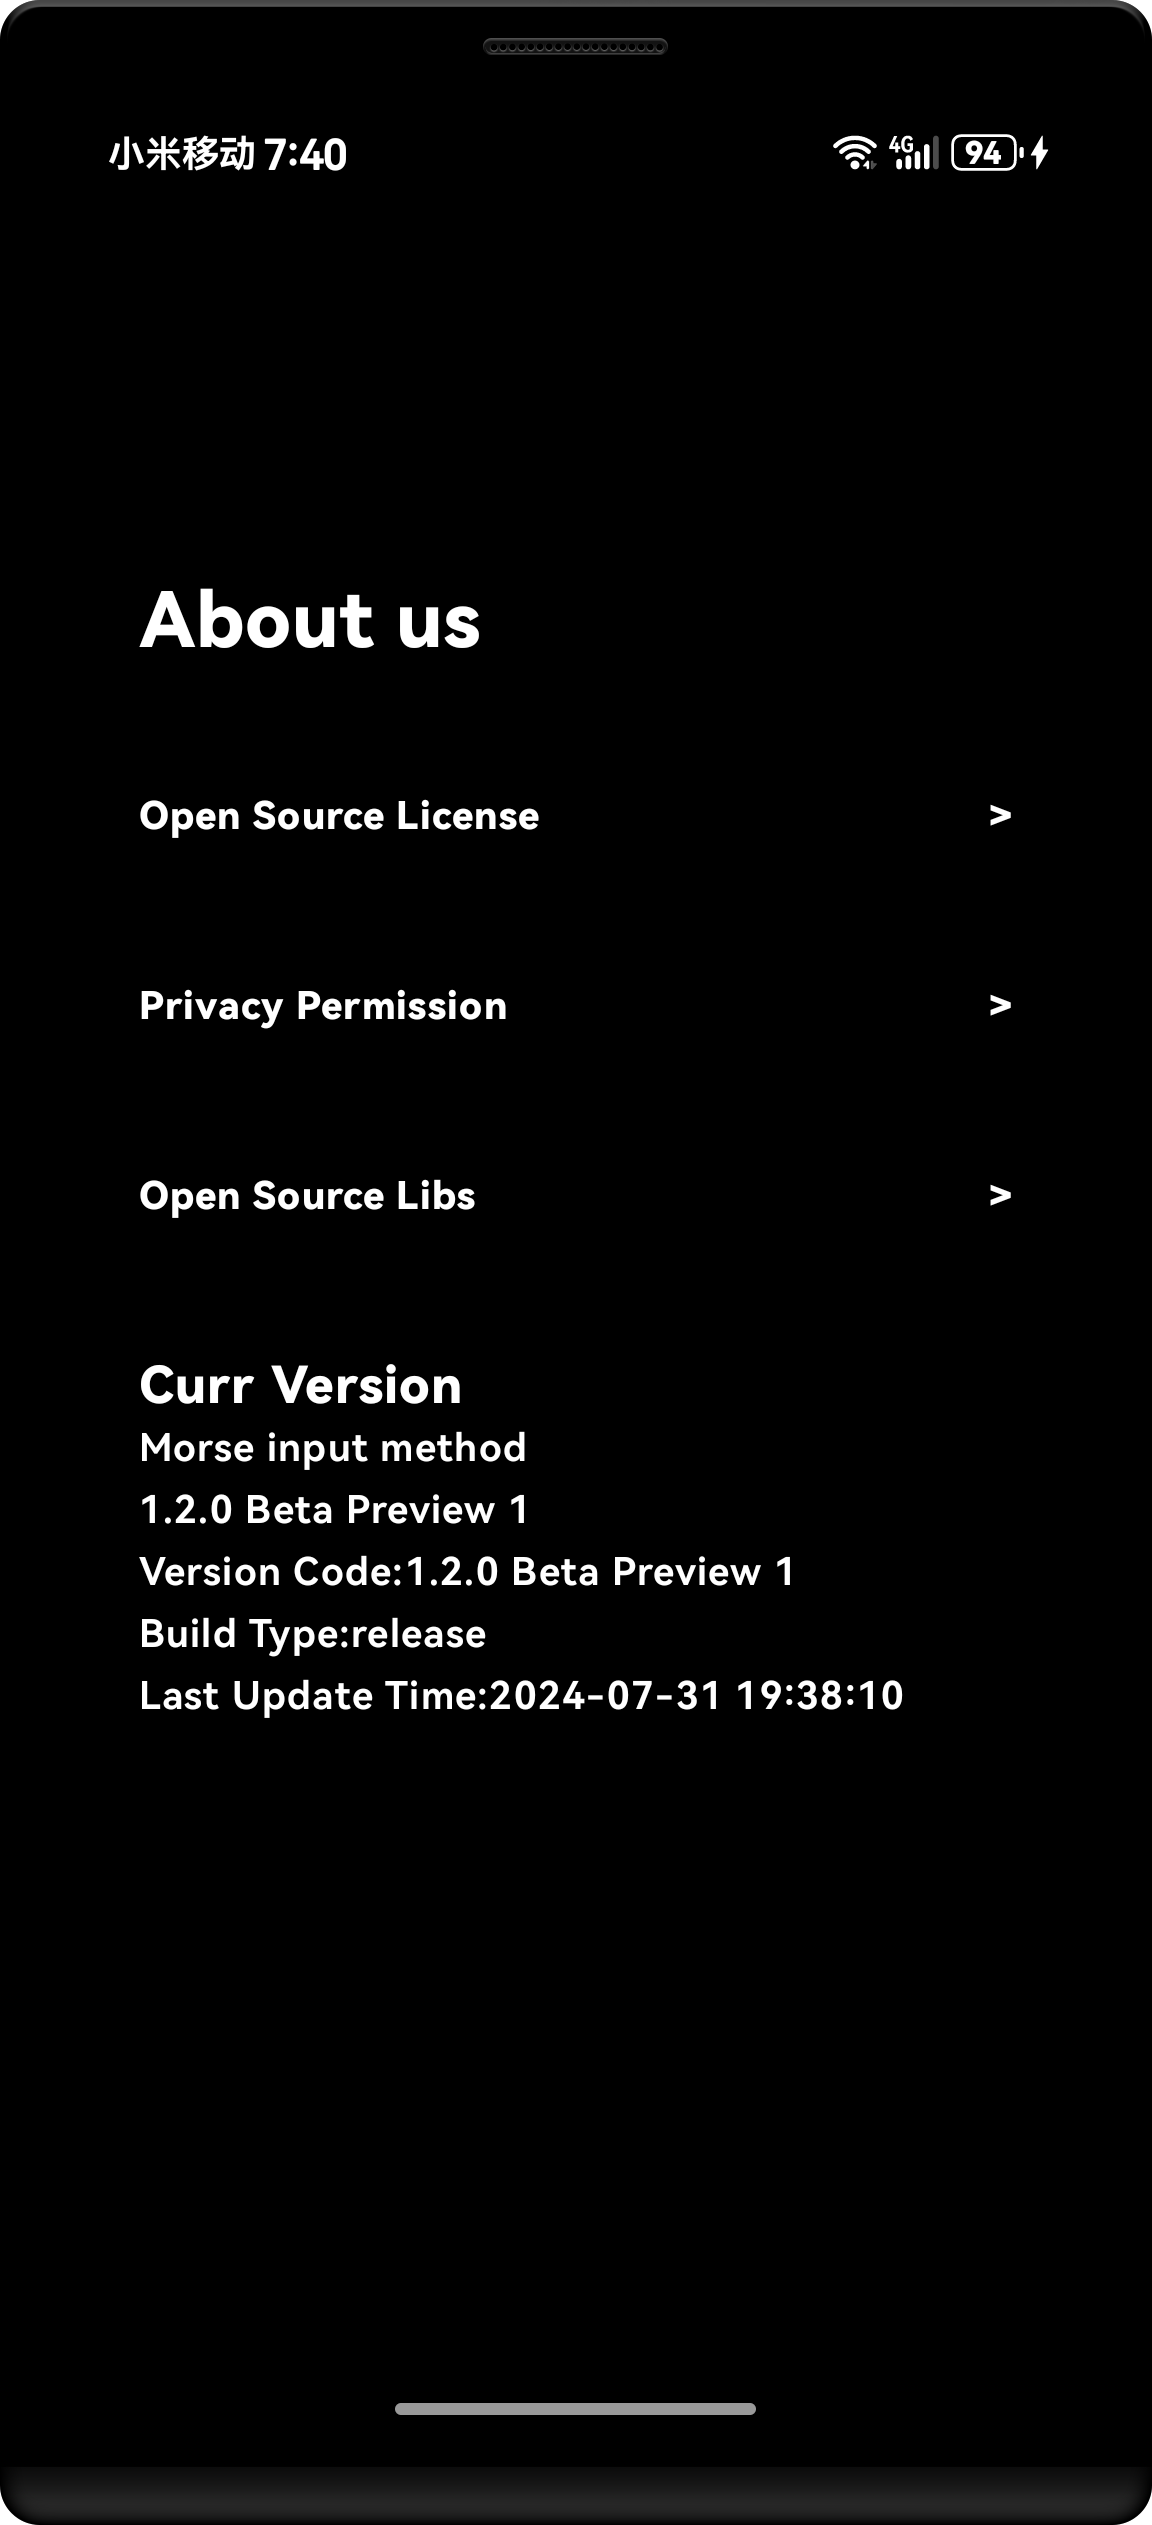 小米移动 7:40 4G 94
About us
Open Source License >
Privacy Permission >
Open Source Libs >
Curr Version
Morse input method
1.2.0 Beta Preview 1
Version Code:1.2.0 Beta Preview 1
Build Type:release
Last Update Time:2024-07-31 19:38:10